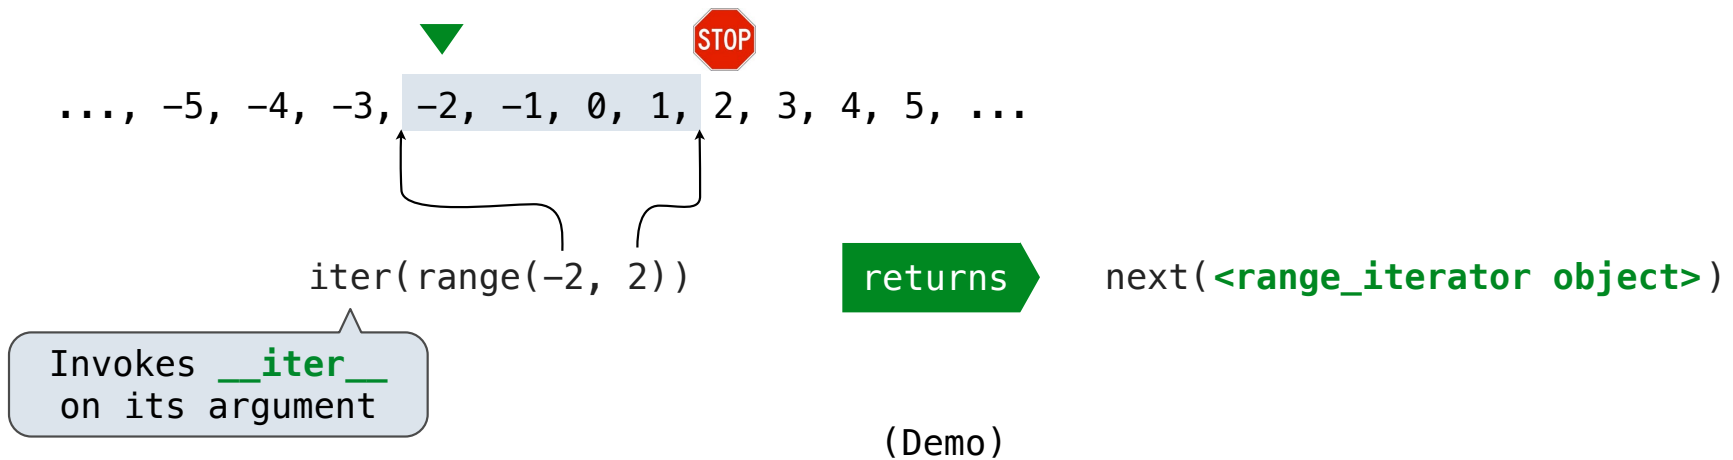 STOP
..., −5, −4, −3, −2, −1, 0, 1, 2, 3, 4, 5, ...
iter(range(−2, 2))
returns
next(<range_iterator object>)
Invokes __iter__
on its argument
(Demo)